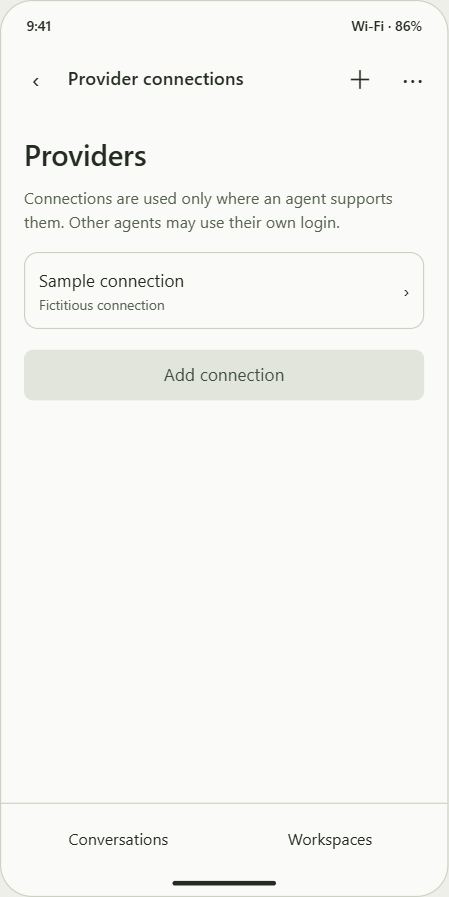 9:41
Wi-Fi · 86%
‹ Provider connections + ...
Providers
Connections are used only where an agent supports
them. Other agents may use their own login.
Sample connection
Fictitious connection
›
Add connection
Conversations
Workspaces